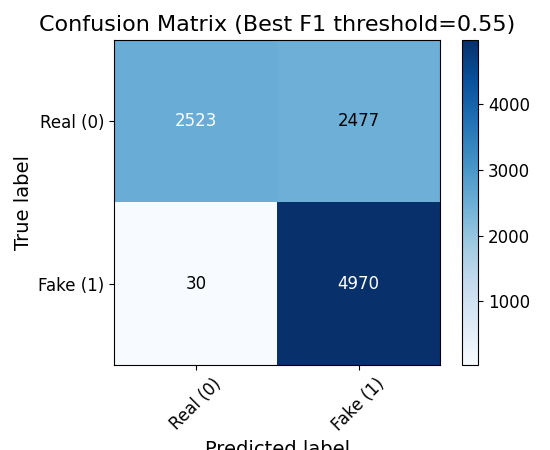 Confusion Matrix (Best F1 threshold=0.55)
True label
Real (0)
2523
2477
Fake (1)
30
4970
Real (0)
Fake (1)
Predicted label
4000
3000
2000
1000